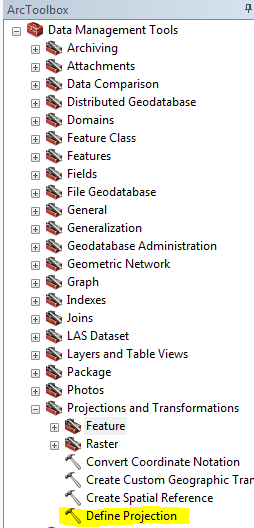 ArcToolbox
Data Management Tools
Archiving
Attachments
Data Comparison
Distributed Geodatabase
Domains
Feature Class
Features
Fields
File Geodatabase
General
Generalization
Geodatabase Administration
Geometric Network
Graph
Indexes
Joins
LAS Dataset
Layers and Table Views
Package
Photos
Projections and Transformations
Feature
Raster
Convert Coordinate Notation
Create Custom Geographic Tran
Create Spatial Reference
Define Projection